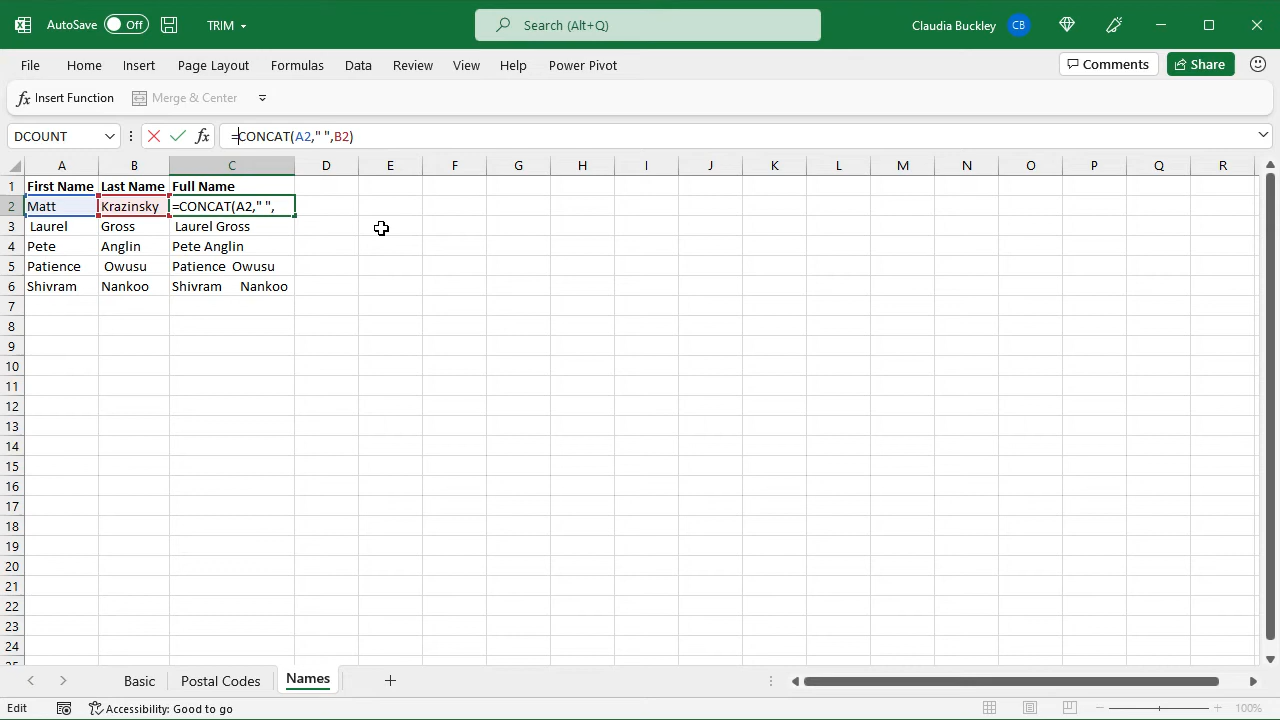 AutoSave Off TRIM Search (Alt+Q) Claudia Buckley CB
File Home Insert Page Layout Formulas Data Review View Help Power Pivot Comments Share
fx Insert Function Merge & Center
DCOUNT fx =CONCAT(A2," ",B2)
A B C D E F G H I J K L M N O P Q R
1 First Name Last Name Full Name
2 Matt Krazinsky =CONCAT(A2," ",
3 Laurel Gross Laurel Gross
4 Pete Anglin Pete Anglin
5 Patience Owusu Patience Owusu
6 Shivram Nankoo Shivram Nankoo
7
8
9
10
11
12
13
14
15
16
17
18
19
20
21
22
23
24
25
Basic Postal Codes Names
Edit Accessibility: Good to go 100%